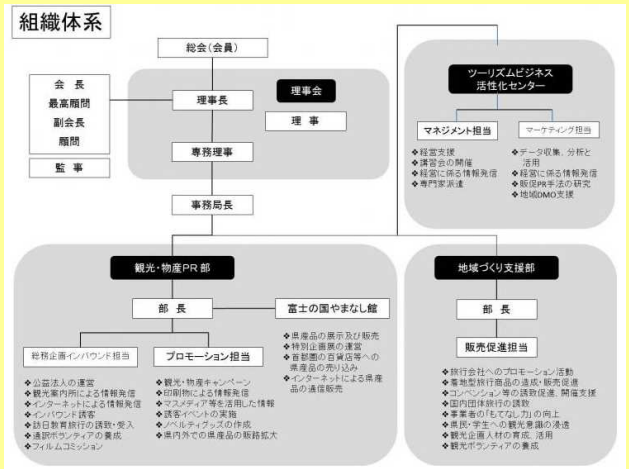 組織体系
総会(会員)
会 長
最高顧問
副会長
顧問
監 事
理事長
理事会
理 事
専務理事
事務局長
ツーリズムビジネス
活性化センター
マネジメント担当
❖経営支援
❖講習会の開催
❖経営に係る情報発信
❖専門家派遣
マーケティング担当
❖データ収集、分析と
活用
❖経営に係る情報発信
❖販促PR手法の研究
❖地域DMO支援
観光・物産PR部
部 長
富士の国やまなし館
❖県産品の展示及び販売
❖特別企画展の運営
❖首都圏の百貨店等への
県産品の売り込み
❖インターネットによる県産
品の通信販売
総務企画インバウンド担当
❖公益法人の運営
❖観光案内所による情報発信
❖インターネットによる情報発信
❖インバウンド誘客
❖訪日教育旅行の誘致・受入
❖通訳ボランティアの養成
❖フィルムコミッション
プロモーション担当
❖観光・物産キャンペーン
❖印刷物による情報発信
❖マスメディア等を活用した情報
❖誘客イベントの実施
❖ノベルティグッズの作成
❖県内外での県産品の販路拡大
地域づくり支援部
部 長
販売促進担当
❖旅行会社へのプロモーション活動
❖着地型旅行商品の造成・販売促進
❖コンベンション等の誘致促進、開催支援
❖国内団体旅行の誘致
❖事業者の「もてなし力」の向上
❖県民・学生への観光意識の浸透
❖観光企画人材の育成、活用
❖観光ボランティアの養成